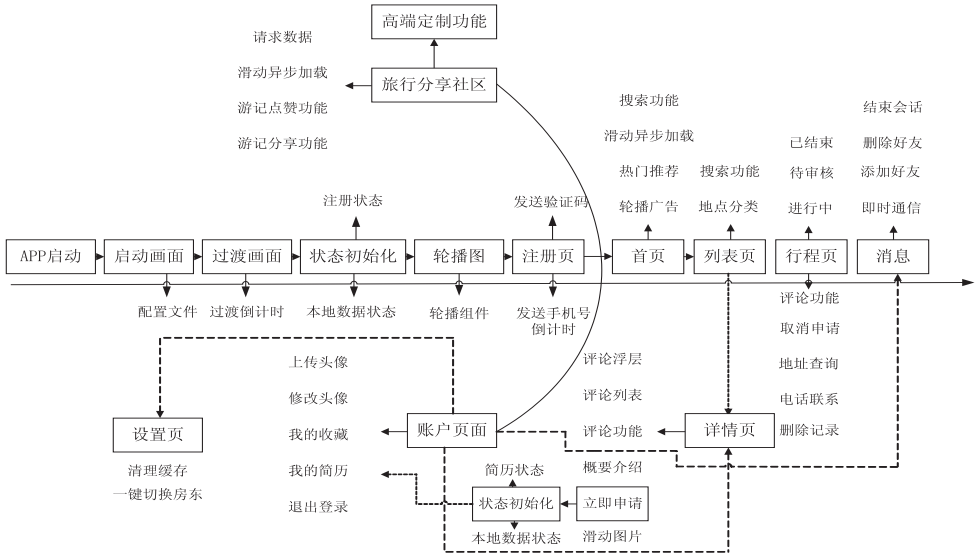 高端定制功能
请求数据
滑动异步加载
旅行分享社区
游记点赞功能
游记分享功能
搜索功能
滑动异步加载
热门推荐
轮播广告
搜索功能
地点分类
已结束
待审核
进行中
结束会话
删除好友
添加好友
即时通信
注册状态
发送验证码
APP启动
启动画面
过渡画面
状态初始化
轮播图
注册页
首页
列表页
行程页
消息
配置文件
过渡倒计时
本地数据状态
轮播组件
发送手机号
倒计时
评论功能
取消申请
地址查询
电话联系
删除记录
上传头像
修改头像
我的收藏
我的简历
退出登录
评论浮层
评论列表
评论功能
概要介绍
滑动图片
设置页
清理缓存
一键切换房东
账户页面
详情页
简历状态
状态初始化
立即申请
本地数据状态